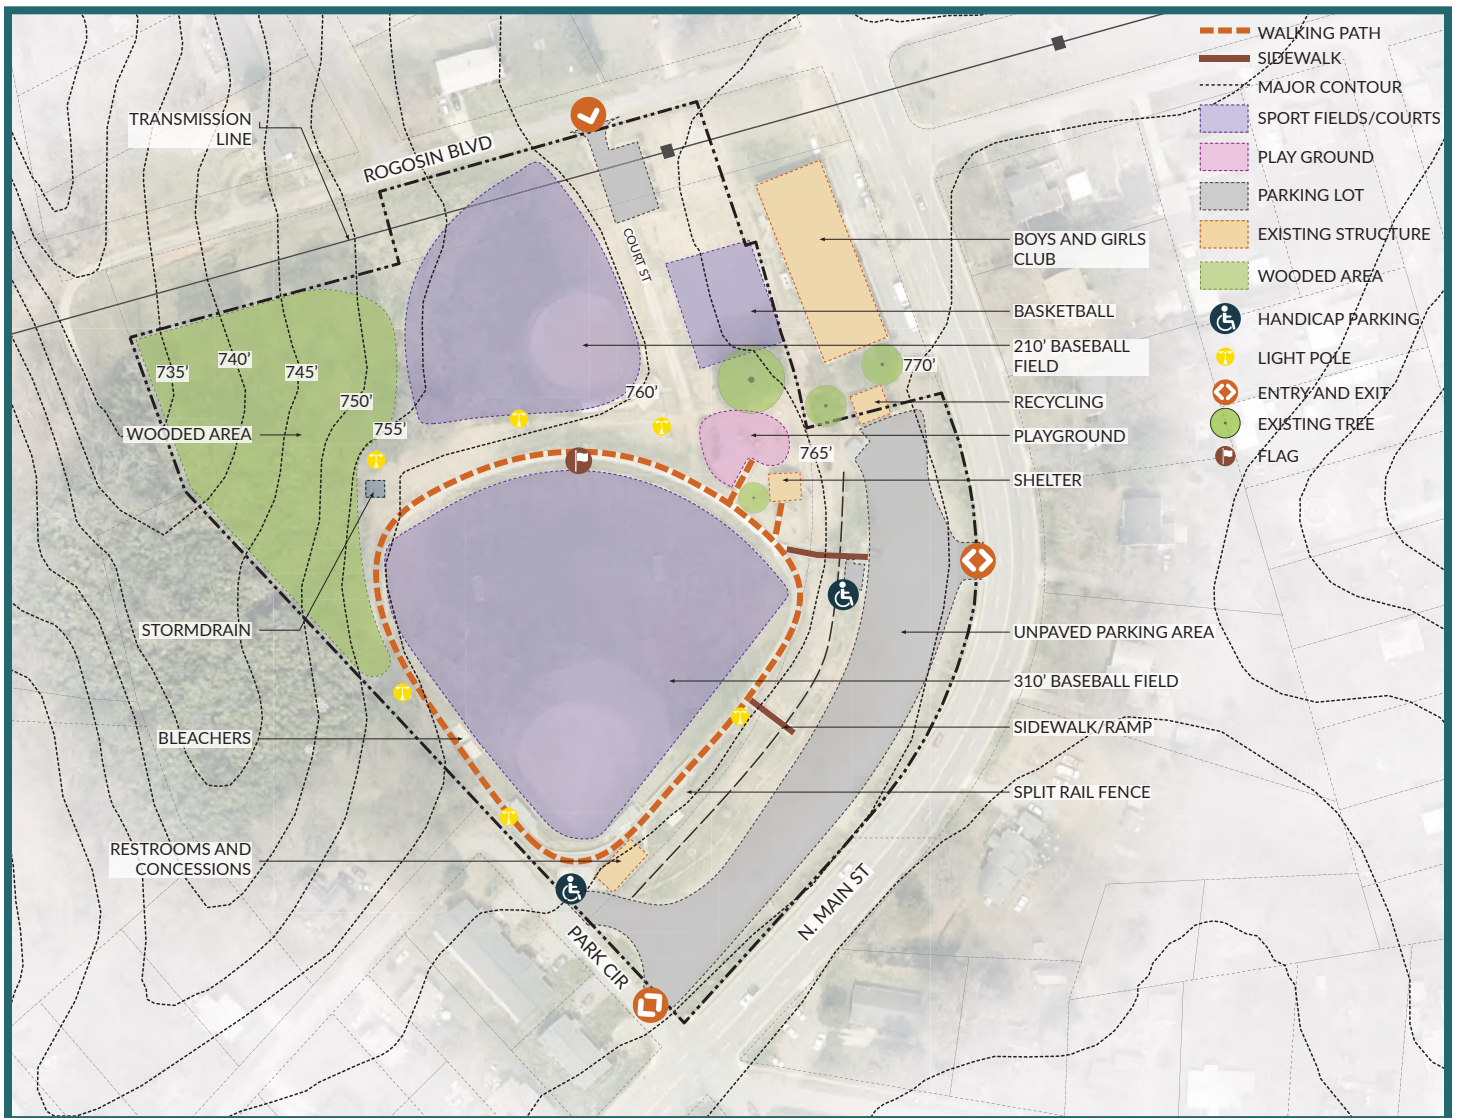 WALKING PATH
SIDEWALK
MAJOR CONTOUR
SPORT FIELDS/COURTS
PLAY GROUND
PARKING LOT
EXISTING STRUCTURE
WOODED AREA
HANDICAP PARKING
LIGHT POLE
ENTRY AND EXIT
EXISTING TREE
FLAG
TRANSMISSION
LINE
ROGOSIN BLVD
COURT ST
BOYS AND GIRLS
CLUB
BASKETBALL
210' BASEBALL
FIELD
770'
RECYCLING
PLAYGROUND
765'
SHELTER
735'
740'
745'
750'
755'
760'
WOODED AREA
STORMDRAIN
UNPAVED PARKING AREA
310' BASEBALL FIELD
SIDEWALK/RAMP
BLEACHERS
SPLIT RAIL FENCE
RESTROOMS AND
CONCESSIONS
N. MAIN ST
PARK CIR